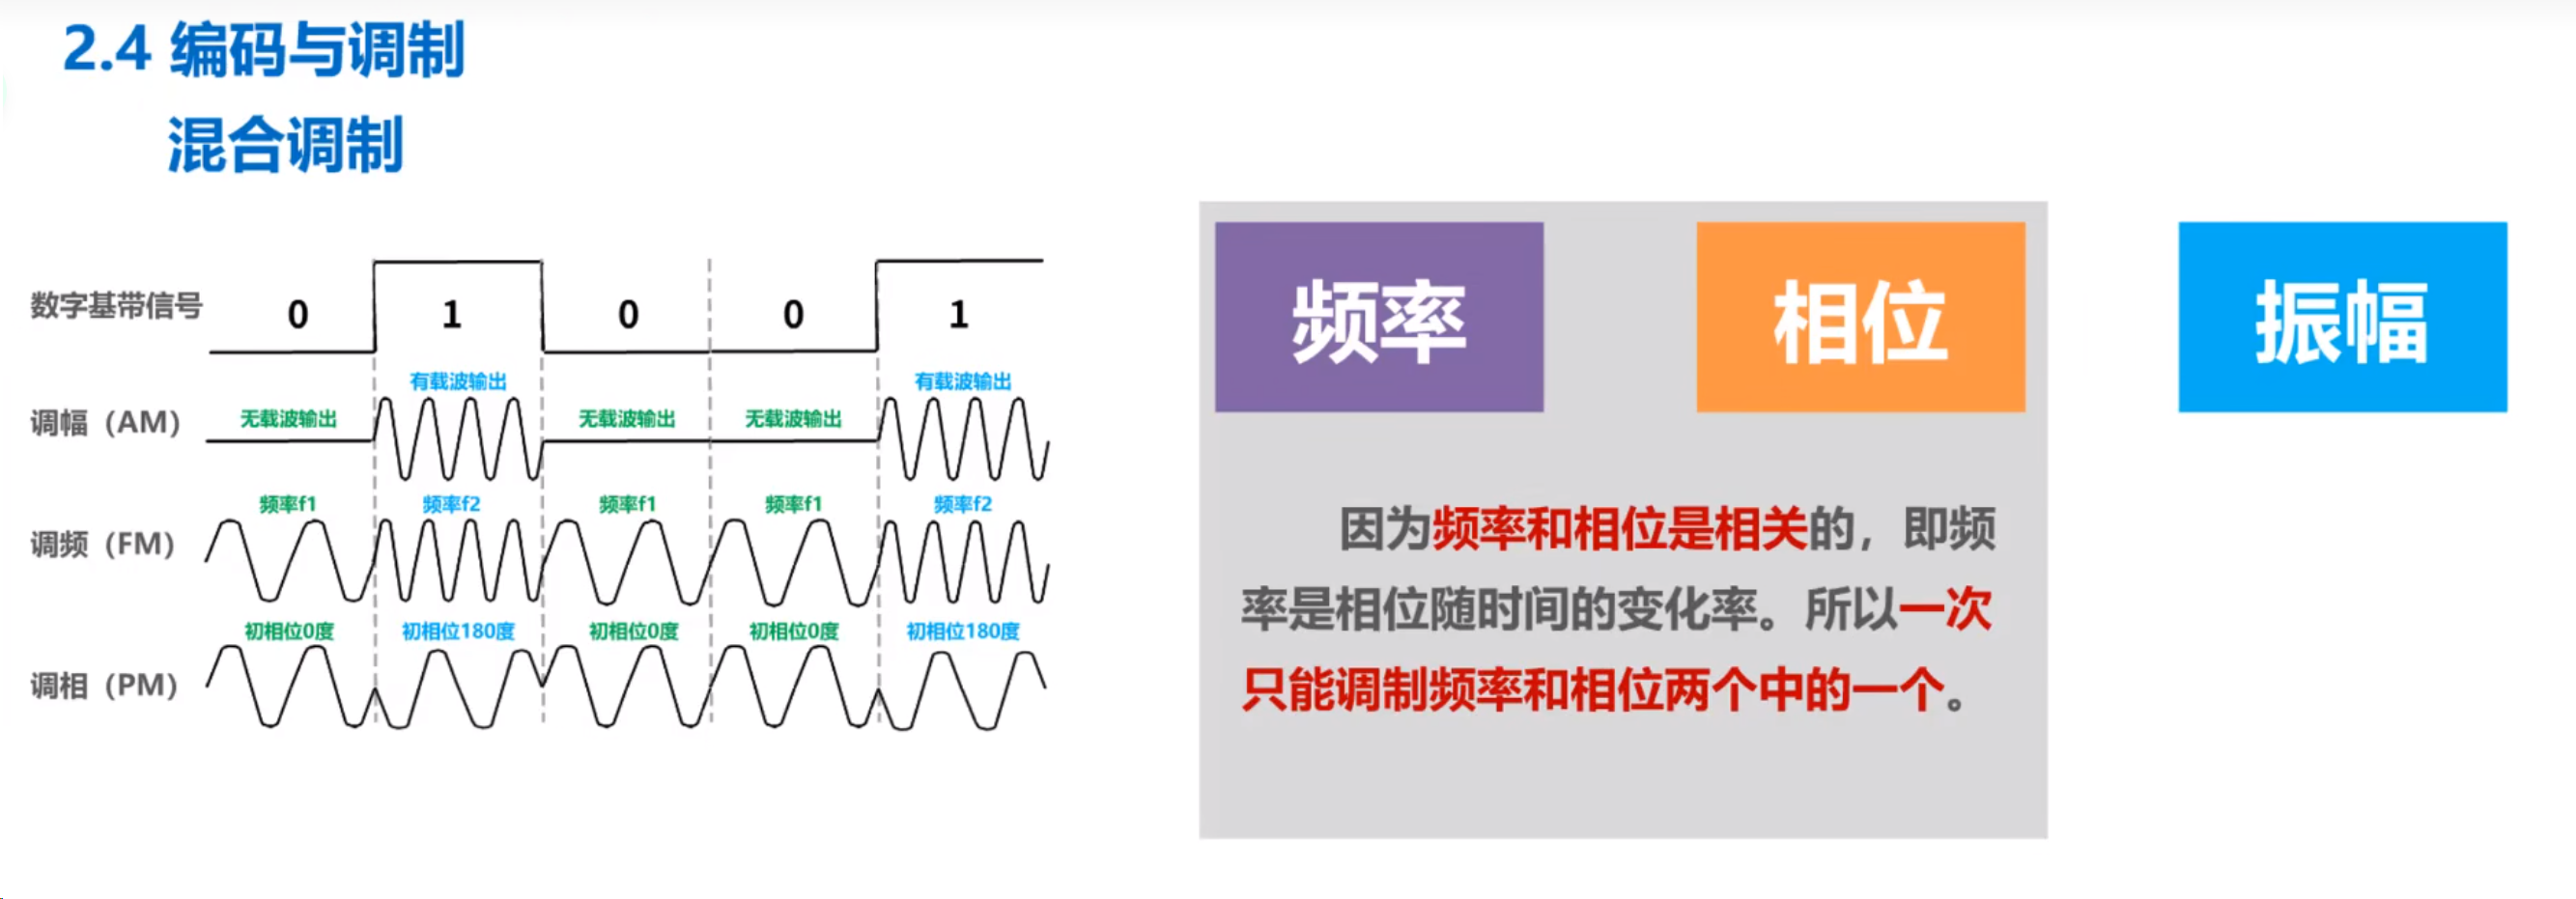 2.4 编码与调制
混合调制
数字基带信号
0 1 0 0 1
有载波输出 有载波输出
调幅（AM） 无载波输出 无载波输出 无载波输出
频率f1 频率f2 频率f1 频率f1 频率f2
调频（FM）
初相位0度 初相位180度 初相位0度 初相位0度 初相位180度
调相（PM）
频率 相位 振幅
因为频率和相位是相关的，即频
率是相位随时间的变化率。所以一次
只能调制频率和相位两个中的一个。